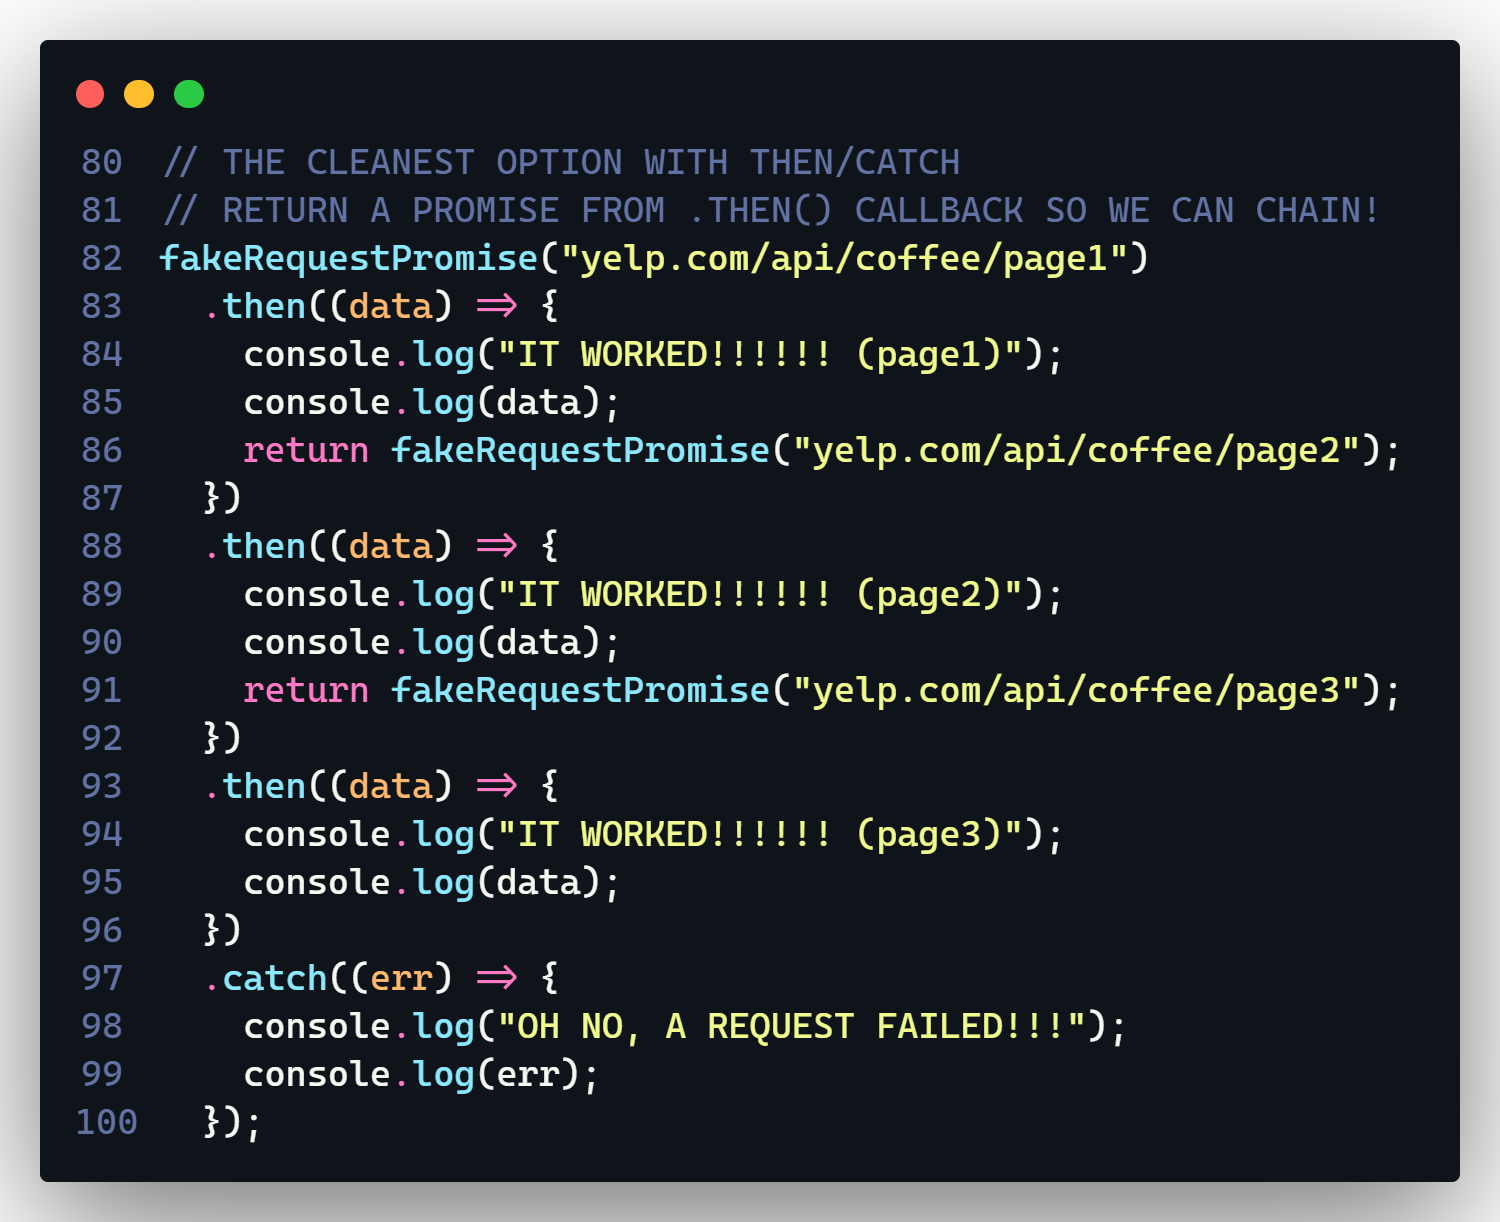 80 // THE CLEANEST OPTION WITH THEN/CATCH
81 // RETURN A PROMISE FROM .THEN() CALLBACK SO WE CAN CHAIN!
82 fakeRequestPromise("yelp.com/api/coffee/page1")
83   .then((data) => {
84     console.log("IT WORKED!!!!!! (page1)");
85     console.log(data);
86     return fakeRequestPromise("yelp.com/api/coffee/page2");
87   })
88   .then((data) => {
89     console.log("IT WORKED!!!!!! (page2)");
90     console.log(data);
91     return fakeRequestPromise("yelp.com/api/coffee/page3");
92   })
93   .then((data) => {
94     console.log("IT WORKED!!!!!! (page3)");
95     console.log(data);
96   })
97   .catch((err) => {
98     console.log("OH NO, A REQUEST FAILED!!!");
99     console.log(err);
100   });